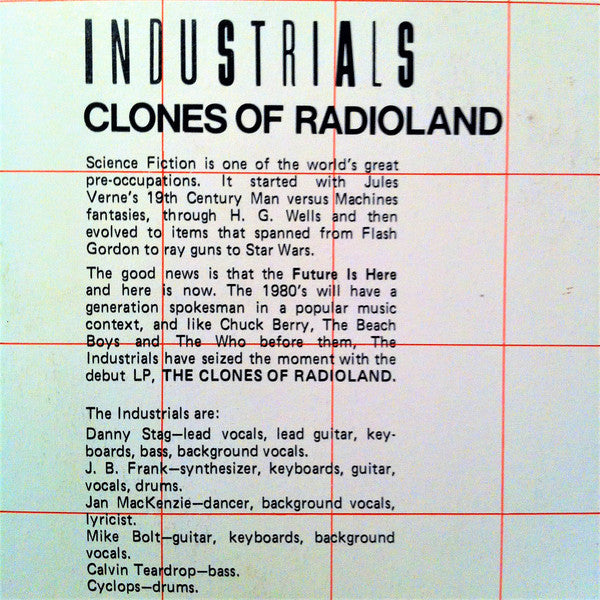 INDUSTRIALS
CLONES OF RADIOLAND
Science Fiction is one of the world's great
pre-occupations. It started with Jules
Verne's 19th Century Man versus Machines
fantasies, through H. G. Wells and then
evolved to items that spanned from Flash
Gordon to ray guns to Star Wars.
The good news is that the Future Is Here
and here is now. The 1980's will have a
generation spokesman in a popular music
context, and like Chuck Berry, The Beach
Boys and The Who before them, The
Industrials have seized the moment with the
debut LP, THE CLONES OF RADIOLAND.
The Industrials are:
Danny Stag—lead vocals, lead guitar, key-
boards, bass, background vocals.
J. B. Frank—synthesizer, keyboards, guitar,
vocals, drums.
Jan MacKenzie—dancer, background vocals,
lyricist.
Mike Bolt—guitar, keyboards, background
vocals.
Calvin Teardrop—bass.
Cyclops—drums.